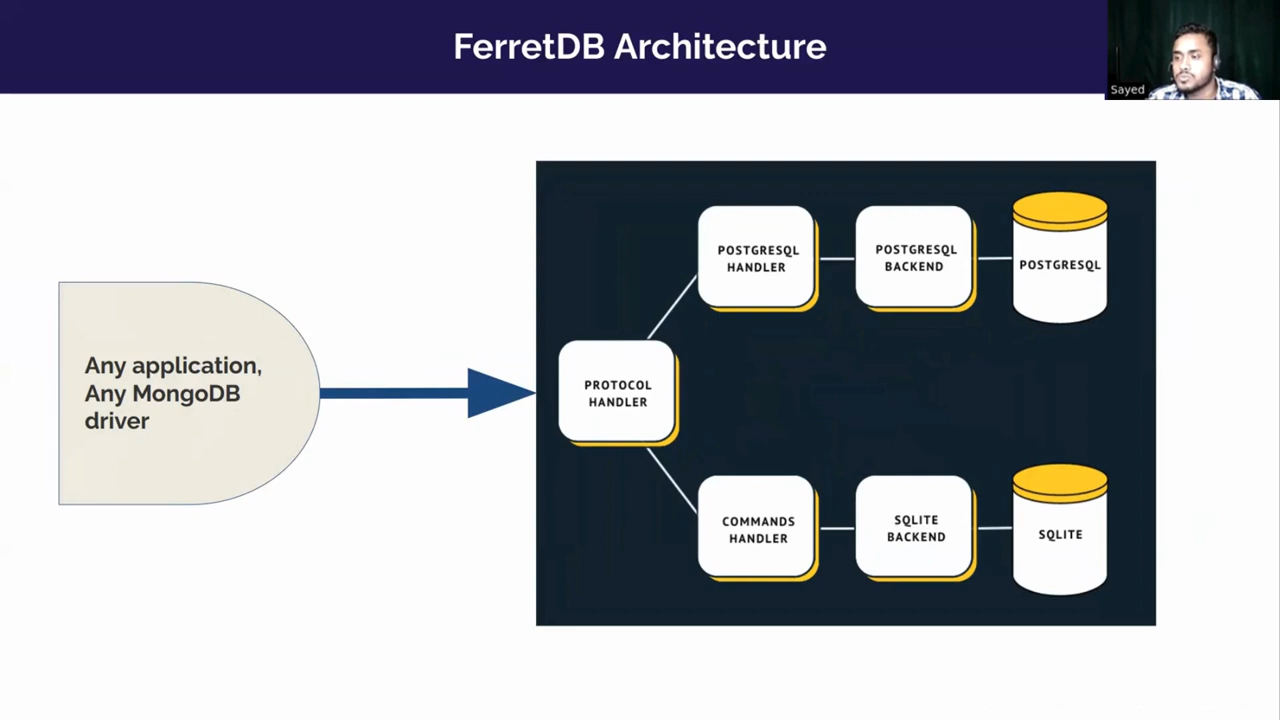 FerretDB Architecture
Sayed
Any application,
Any MongoDB
driver
PROTOCOL
HANDLER
POSTGRESQL
HANDLER
POSTGRESQL
BACKEND
POSTGRESQL
COMMANDS
HANDLER
SQLITE
BACKEND
SQLITE